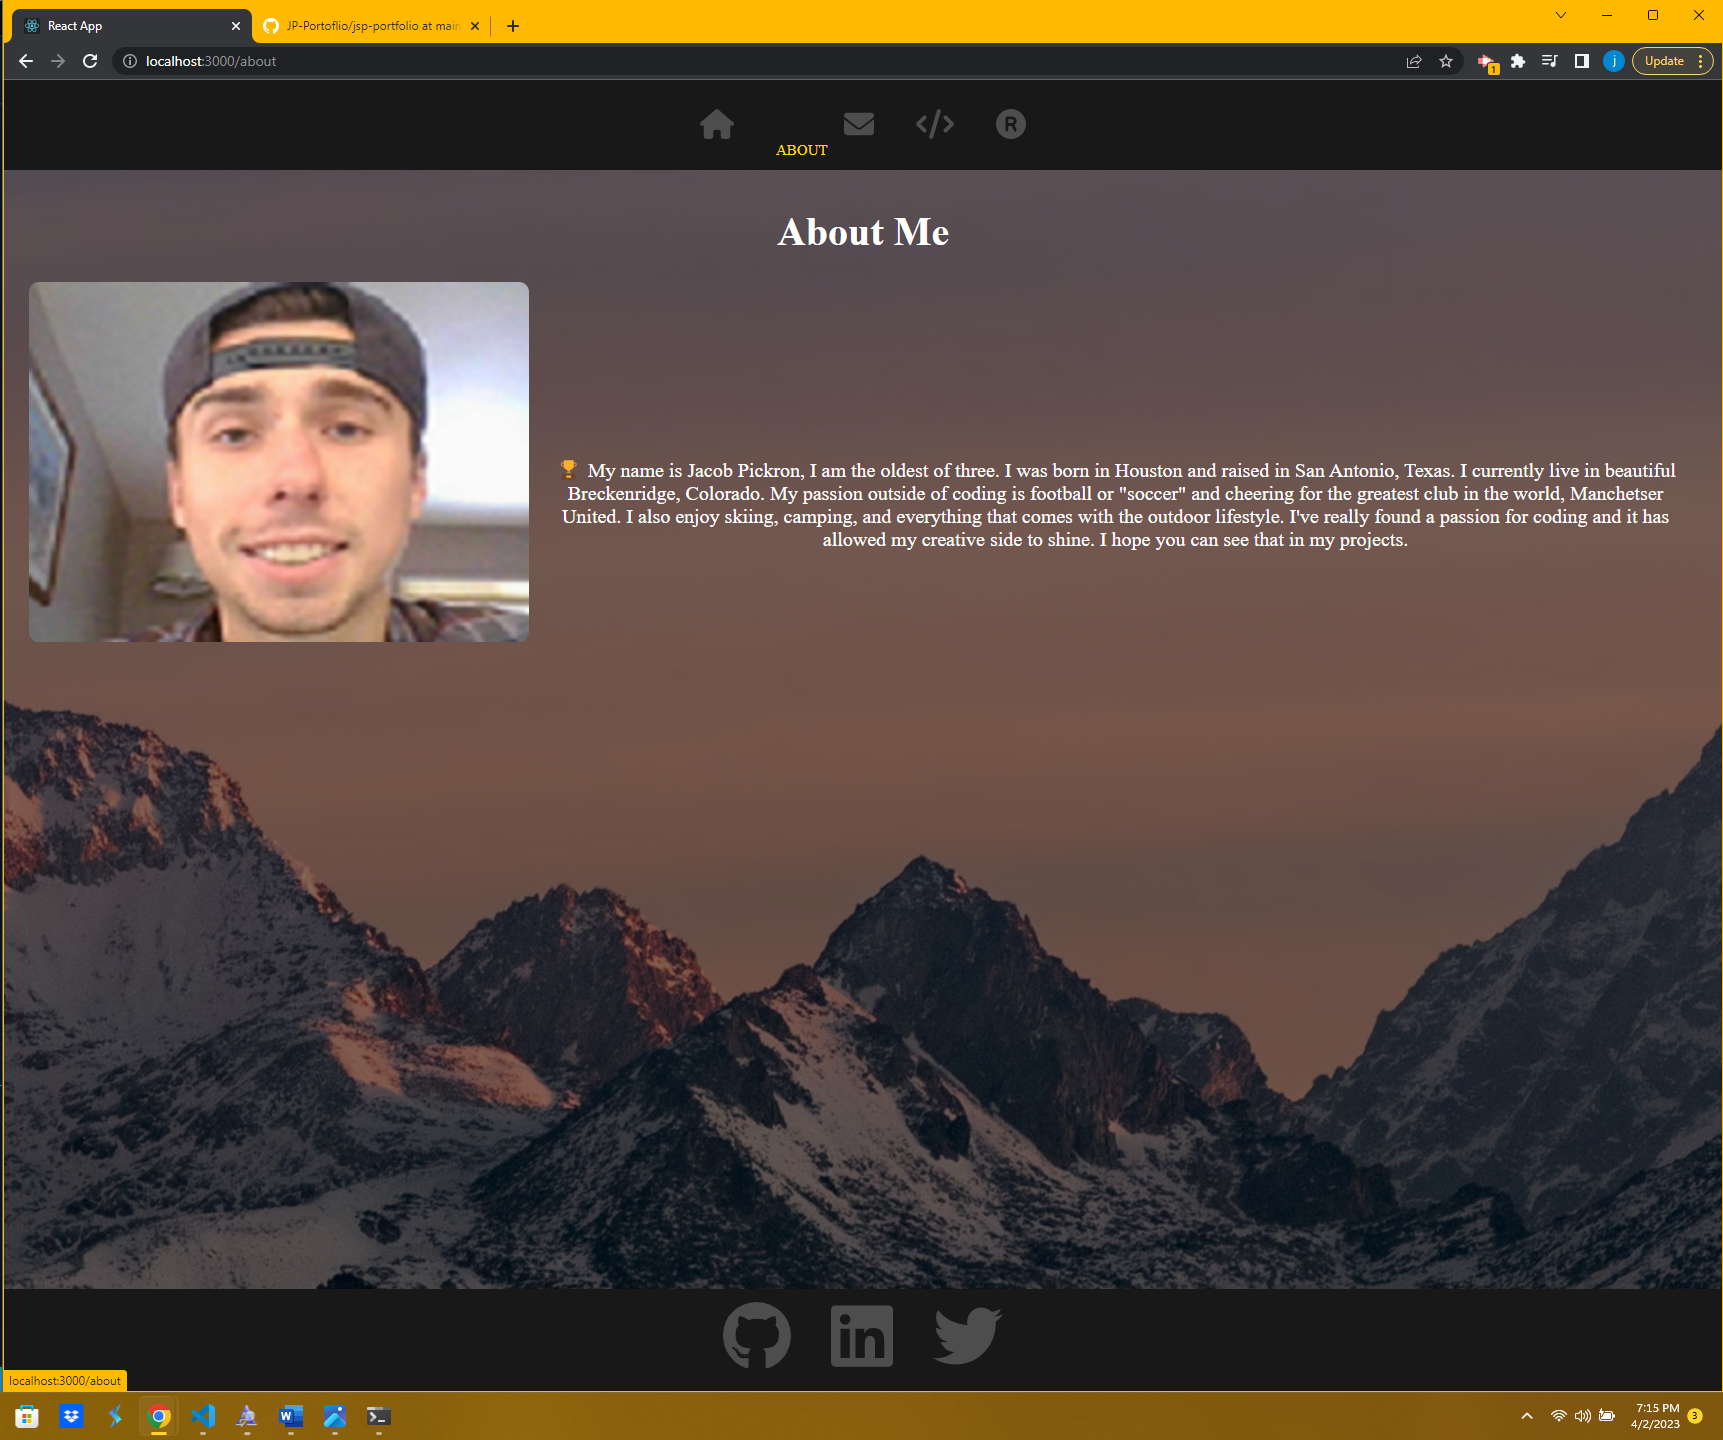 React App
JP-Portoflio/jsp-portfolio at main
localhost:3000/about
1
j
Update
R
ABOUT
About Me
My name is Jacob Pickron, I am the oldest of three. I was born in Houston and raised in San Antonio, Texas. I currently live in beautiful
Breckenridge, Colorado. My passion outside of coding is football or "soccer" and cheering for the greatest club in the world, Manchetser
United. I also enjoy skiing, camping, and everything that comes with the outdoor lifestyle. I've really found a passion for coding and it has
allowed my creative side to shine. I hope you can see that in my projects.
in
localhost:3000/about
W
7:15 PM
4/2/2023
3